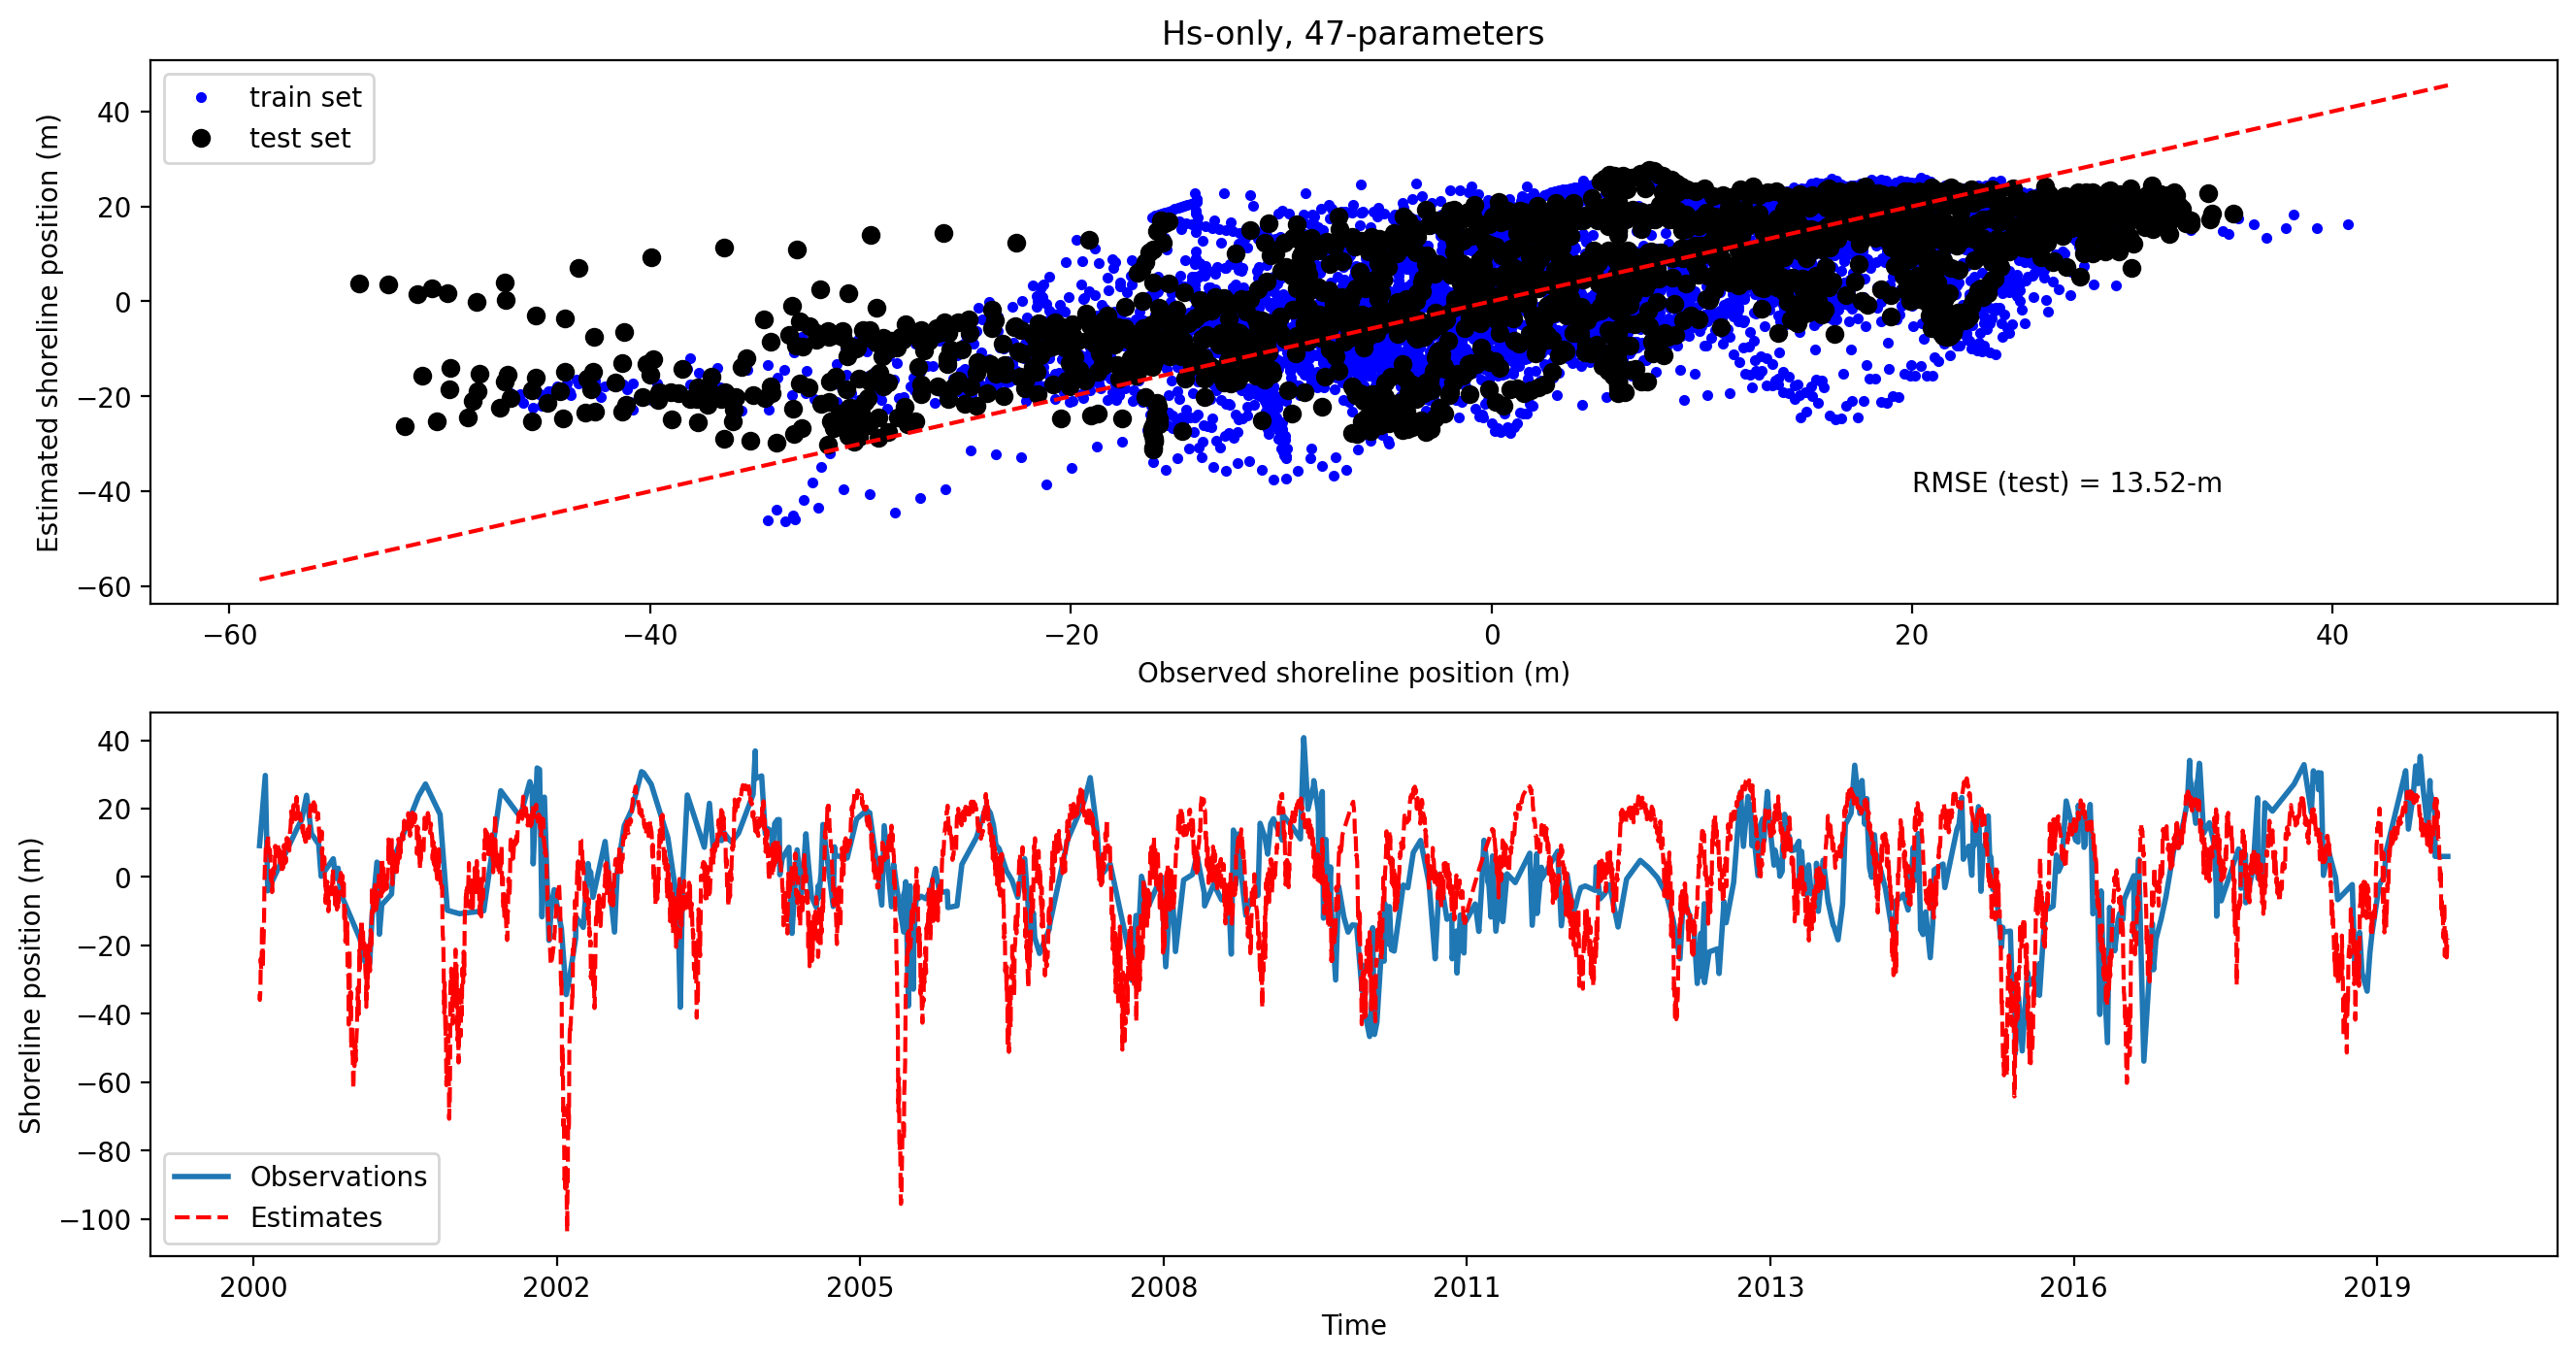 Hs-only, 47-parameters
train set
test set
40
20
0
−20
−40
−60
Estimated shoreline position (m)
RMSE (test) = 13.52-m
−60 −40 −20 0 20 40
Observed shoreline position (m)
40
20
0
−20
−40
−60
−80
−100
Shoreline position (m)
Observations
Estimates
2000 2002 2005 2008 2011 2013 2016 2019
Time